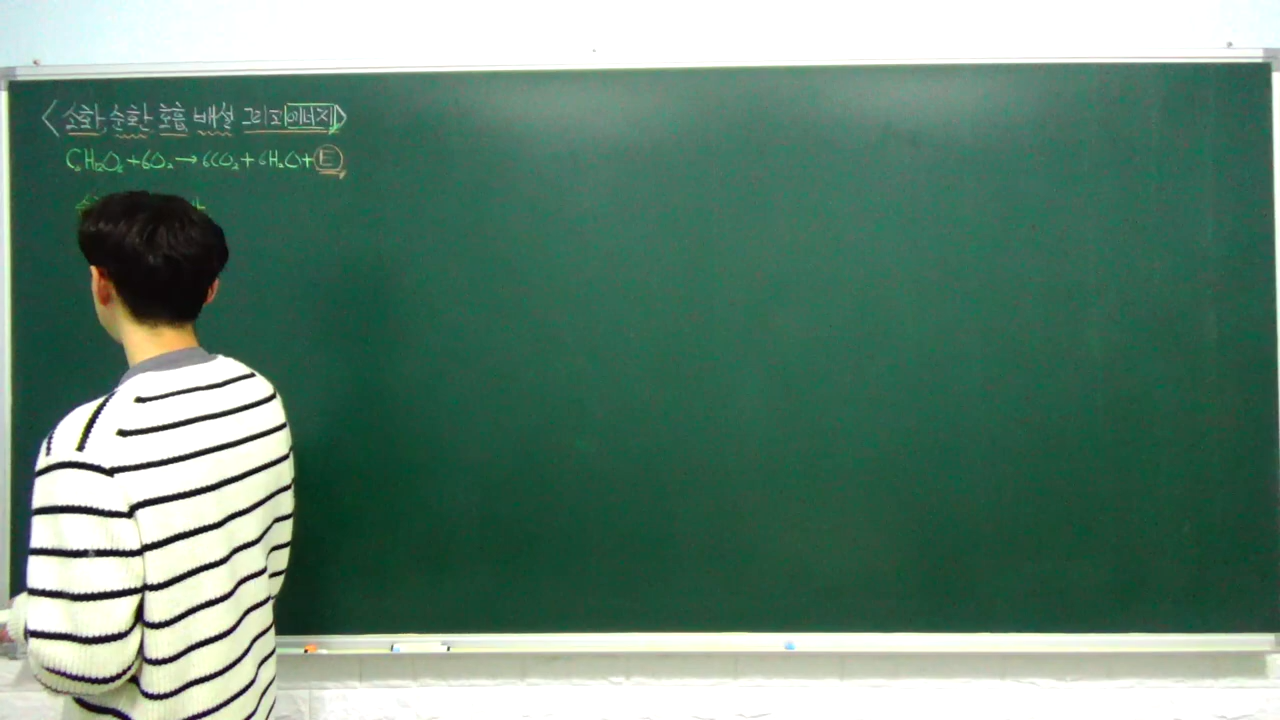 <소화, 순환, 호흡, 배설 그리고 에너지>
C₆H₁₂O₆+6O₂→6CO₂+6H₂O+E